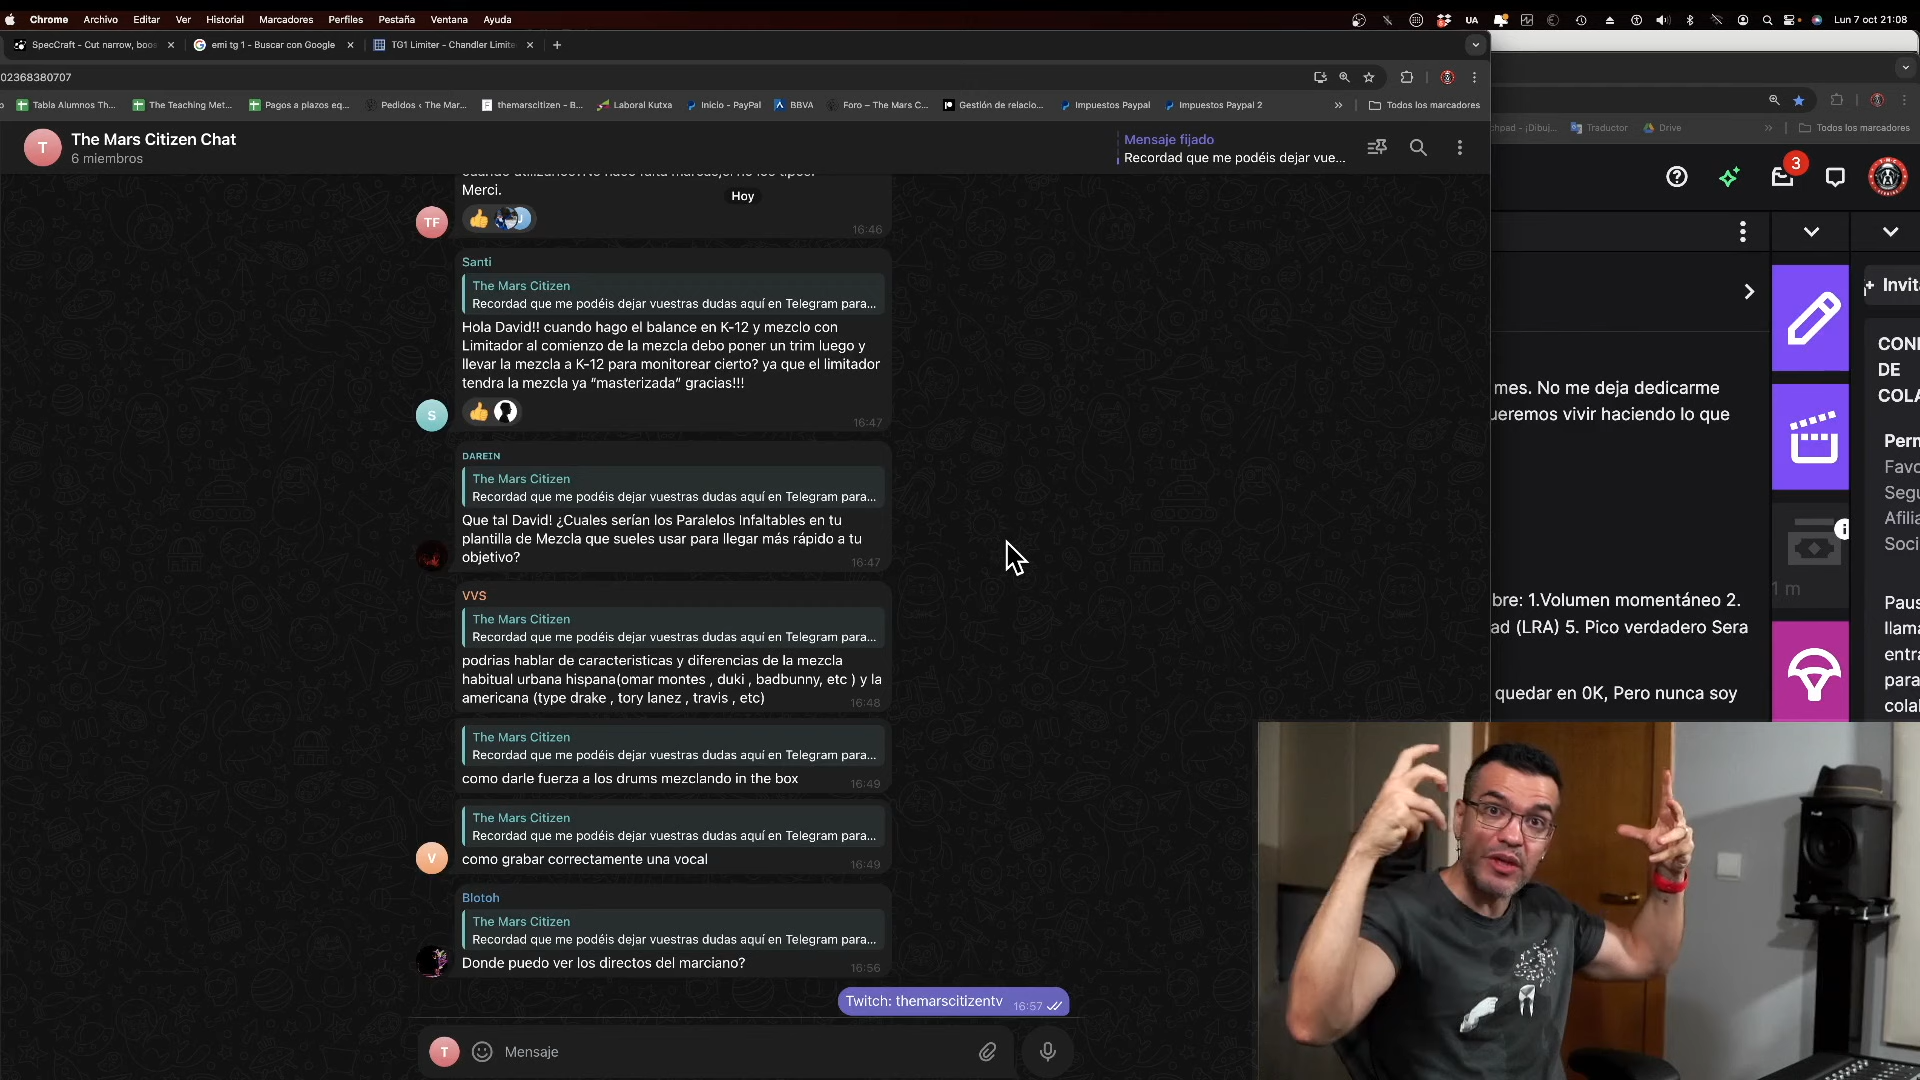 Chrome Archivo Editar Ver Historial Marcadores Perfiles Pestaña Ventana Ayuda
UA Lun 7 oct 21:08
SpecCraft - Cut narrow, boos
emi tg 1 - Buscar con Google
TG1 Limiter - Chandler Limite
02368380707
Tabla Alumnos Th...
The Teaching Met...
Pagos a plazos eq...
Pedidos ‹ The Mar...
themarscitizen - B...
Laboral Kutxa
Inicio - PayPal
BBVA
Foro – The Mars C...
Gestión de relacio...
Impuestos Paypal
Impuestos Paypal 2
»
Todos los marcadores
chpad - ¡Dibuj...
Traductor
Drive
»
Todos los marcadores
T
The Mars Citizen Chat
6 miembros
Mensaje fijado
Recordad que me podéis dejar vue...
3
Merci.
Hoy
TF
16:46
Santi
The Mars Citizen
Recordad que me podéis dejar vuestras dudas aquí en Telegram para...
Hola David!! cuando hago el balance en K-12 y mezclo con
Limitador al comienzo de la mezcla debo poner un trim luego y
llevar la mezcla a K-12 para monitorear cierto? ya que el limitador
tendra la mezcla ya “masterizada” gracias!!!
S
16:47
DAREIN
The Mars Citizen
Recordad que me podéis dejar vuestras dudas aquí en Telegram para...
Que tal David! ¿Cuales serían los Paralelos Infaltables en tu
plantilla de Mezcla que sueles usar para llegar más rápido a tu
objetivo?
16:47
VVS
The Mars Citizen
Recordad que me podéis dejar vuestras dudas aquí en Telegram para...
podrias hablar de caracteristicas y diferencias de la mezcla
habitual urbana hispana(omar montes , duki , badbunny, etc ) y la
americana (type drake , tory lanez , travis , etc)
16:48
The Mars Citizen
Recordad que me podéis dejar vuestras dudas aquí en Telegram para...
como darle fuerza a los drums mezclando in the box
16:49
The Mars Citizen
Recordad que me podéis dejar vuestras dudas aquí en Telegram para...
como grabar correctamente una vocal
V
16:49
Blotoh
The Mars Citizen
Recordad que me podéis dejar vuestras dudas aquí en Telegram para...
Donde puedo ver los directos del marciano?
16:56
Twitch: themarscitizentv 16:57
T
Mensaje
mes. No me deja dedicarme
ueremos vivir haciendo lo que
bre: 1.Volumen momentáneo 2.
ad (LRA) 5. Pico verdadero Sera
quedar en 0K, Pero nunca soy
1 m
+ Invita
CONF
DE
COLA
Perm
Favo
Segu
Afilia
Soci
Paus
llama
entra
para
colal